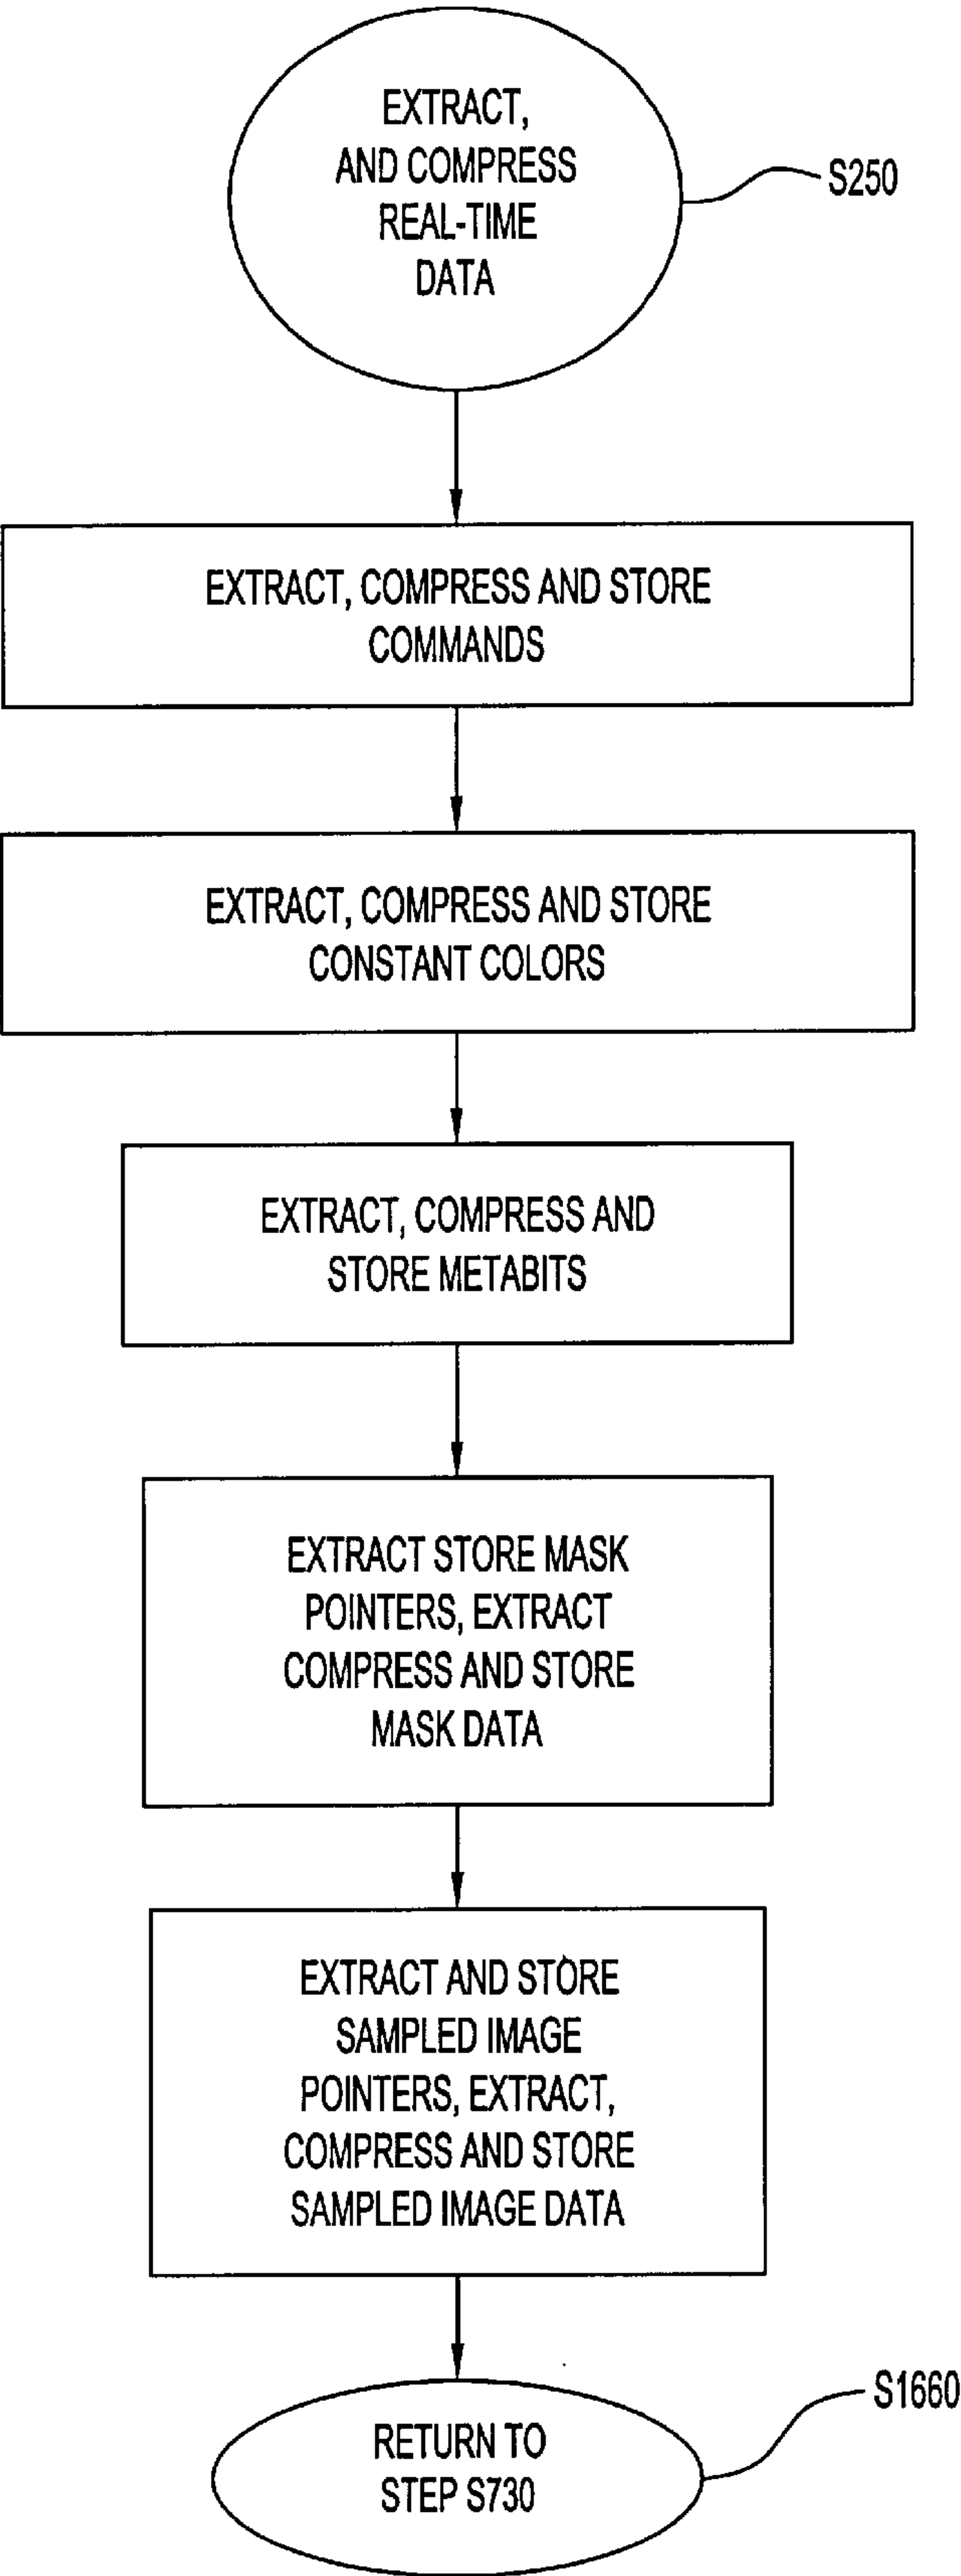 EXTRACT,
AND COMPRESS
REAL-TIME
DATA
S250
EXTRACT, COMPRESS AND STORE
COMMANDS
EXTRACT, COMPRESS AND STORE
CONSTANT COLORS
EXTRACT, COMPRESS AND
STORE METABITS
EXTRACT STORE MASK
POINTERS, EXTRACT
COMPRESS AND STORE
MASK DATA
EXTRACT AND STORE
SAMPLED IMAGE
POINTERS, EXTRACT,
COMPRESS AND STORE
SAMPLED IMAGE DATA
S1660
RETURN TO
STEP S730